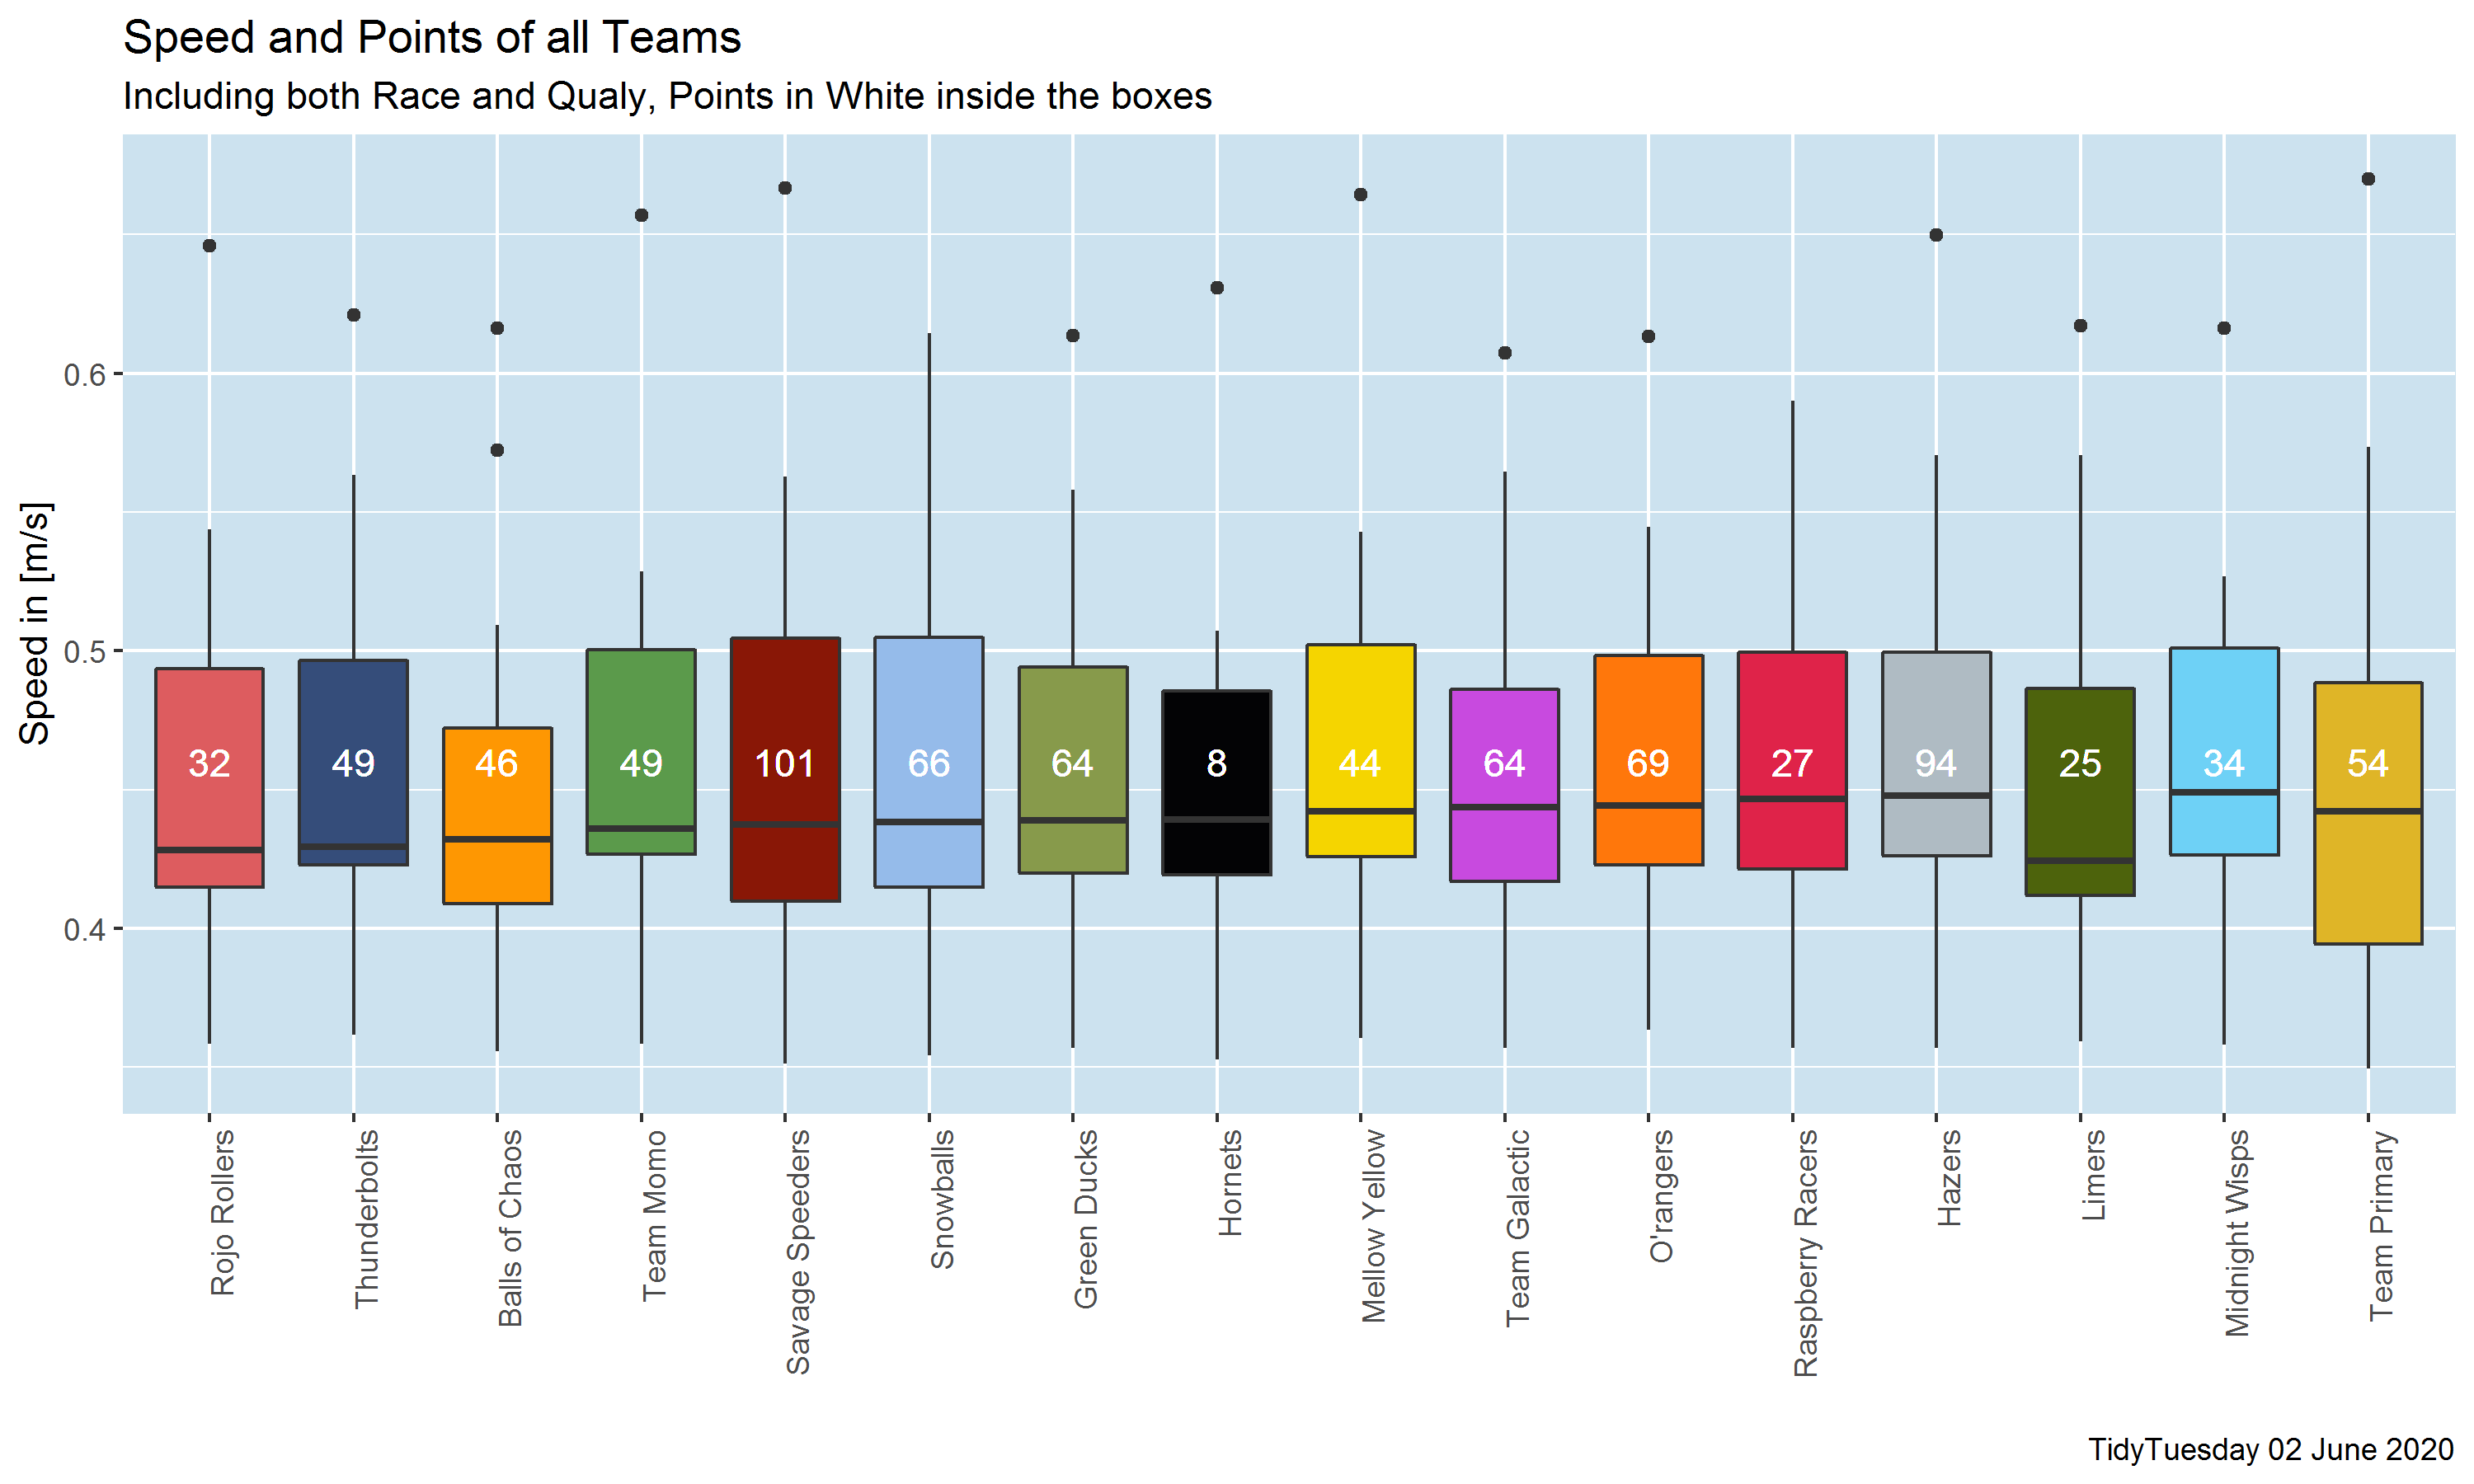 Speed and Points of all Teams
Including both Race and Qualy, Points in White inside the boxes
Speed in [m/s]
0.6
0.5
0.4
32
49
46
49
101
66
64
8
44
64
69
27
94
25
34
54
Rojo Rollers
Thunderbolts
Balls of Chaos
Team Momo
Savage Speeders
Snowballs
Green Ducks
Hornets
Mellow Yellow
Team Galactic
O'rangers
Raspberry Racers
Hazers
Limers
Midnight Wisps
Team Primary
TidyTuesday 02 June 2020